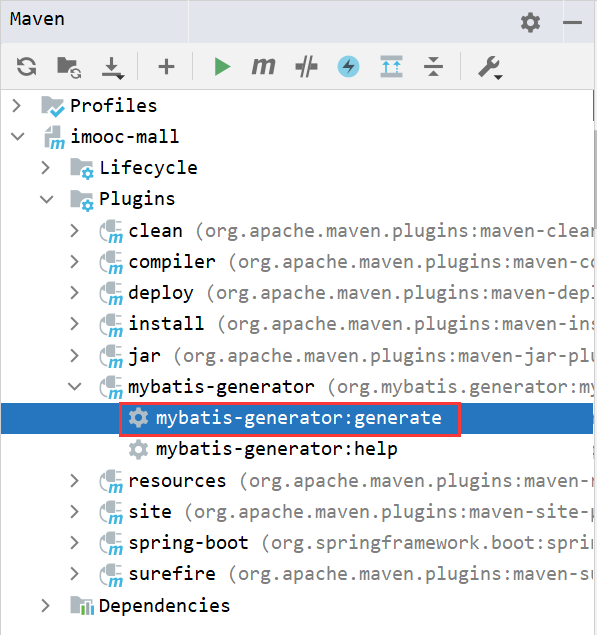 Maven
Profiles
imooc-mall
Lifecycle
Plugins
clean (org.apache.maven.plugins:maven-clean
compiler (org.apache.maven.plugins:maven-co
deploy (org.apache.maven.plugins:maven-depl
install (org.apache.maven.plugins:maven-ins
jar (org.apache.maven.plugins:maven-jar-plu
mybatis-generator (org.mybatis.generator:my
mybatis-generator:generate
mybatis-generator:help
resources (org.apache.maven.plugins:maven-r
site (org.apache.maven.plugins:maven-site-p
spring-boot (org.springframework.boot:sprin
surefire (org.apache.maven.plugins:maven-su
Dependencies